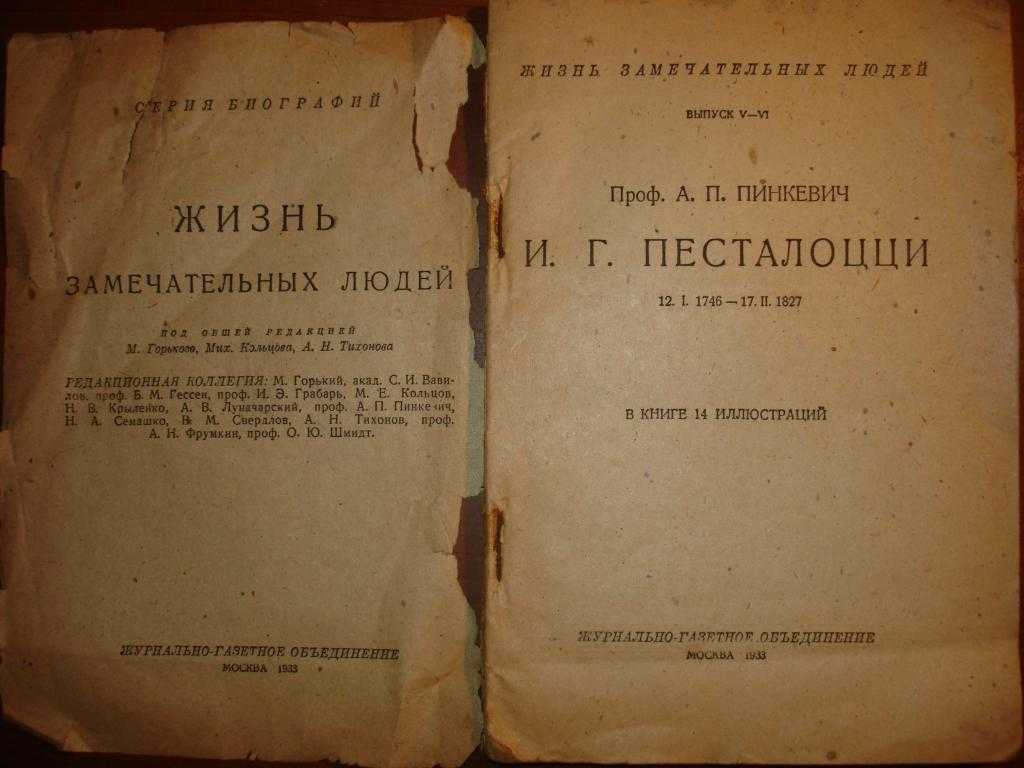 СЕРИЯ БИОГРАФИЙ
ЖИЗНЬ
ЗАМЕЧАТЕЛЬНЫХ ЛЮДЕЙ
ПОД ОБЩЕЙ РЕДАКЦИЕЙ
М. Горького, Мих. Кольцова, А. Н. Тихонова
РЕДАКЦИОННАЯ КОЛЛЕГИЯ: М. Горький, акад. С. И. Вави-
лов, проф. Б. М. Гессен, проф. И. Э. Грабарь, М. Е. Кольцов,
Н. В. Крыленко, А. В. Луначарский, проф. А. П. Пинкевич,
Н. А. Семашко, В. М. Свердлов, А. Н. Тихонов, проф.
А. Н. Фрумкин, проф. О. Ю. Шмидт.
ЖУРНАЛЬНО-ГАЗЕТНОЕ ОБЪЕДИНЕНИЕ
МОСКВА 1933
ЖИЗНЬ ЗАМЕЧАТЕЛЬНЫХ ЛЮДЕЙ
ВЫПУСК V—VI
Проф. А. П. ПИНКЕВИЧ
И. Г. ПЕСТАЛОЦЦИ
12. I. 1746 — 17. II. 1827
В КНИГЕ 14 ИЛЛЮСТРАЦИЙ
ЖУРНАЛЬНО-ГАЗЕТНОЕ ОБЪЕДИНЕНИЕ
МОСКВА 1933